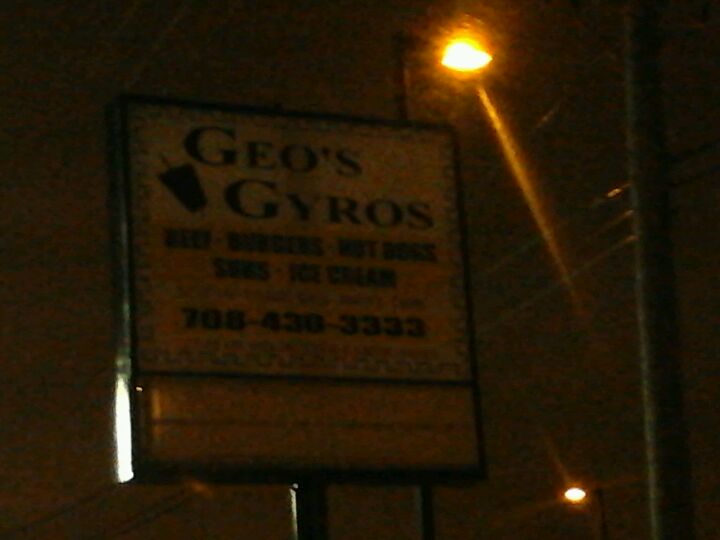 GEO'S
GYROS
BEEF · BURGERS · HOT DOGS
SUBS · ICE CREAM
708-430-3333